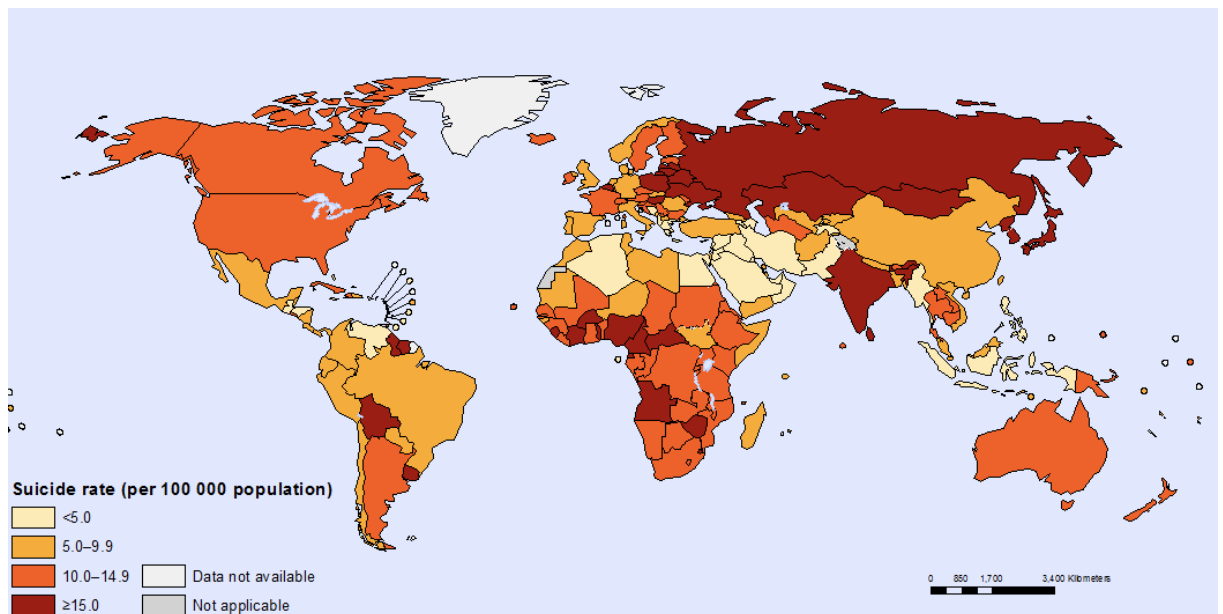 Suicide rate (per 100 000 population)
<5.0
5.0–9.9
10.0–14.9
≥15.0
Data not available
Not applicable
0 850 1,700 3,400 Kilometers